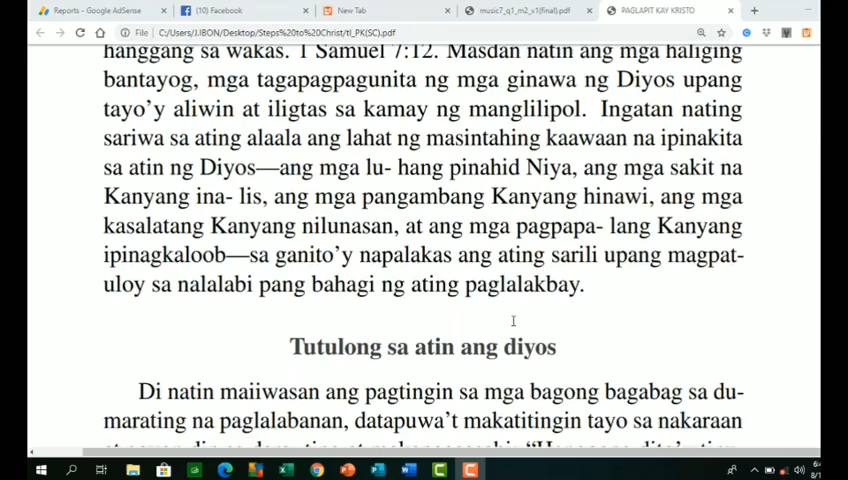 Reports - Google AdSense
(10) Facebook
New Tab
music7_q1_m2_v1(final).pdf
PAGLAPIT KAY KRISTO
File | C:/Users/JJBON/Desktop/Steps%20to%20Christ/tl_PK(SC).pdf
hanggang sa wakas. 1 Samuel 7:12. Masdan natin ang mga haliging
bantayog, mga tagapagpagunita ng mga ginawa ng Diyos upang
tayo'y aliwin at iligtas sa kamay ng manglilipol. Ingatan nating
sariwa sa ating alaala ang lahat ng masintahing kaawaan na ipinakita
sa atin ng Diyos—ang mga lu- hang pinahid Niya, ang mga sakit na
Kanyang ina- lis, ang mga pangambang Kanyang hinawi, ang mga
kasalatang Kanyang nilunasan, at ang mga pagpapa- lang Kanyang
ipinagkaloob—sa ganito'y napalakas ang ating sarili upang magpat-
uloy sa nalalabi pang bahagi ng ating paglalakbay.
Tutulong sa atin ang diyos
Di natin maiiwasan ang pagtingin sa mga bagong bagabag sa du-
marating na paglalabanan, datapuwa't makatitingin tayo sa nakaraan